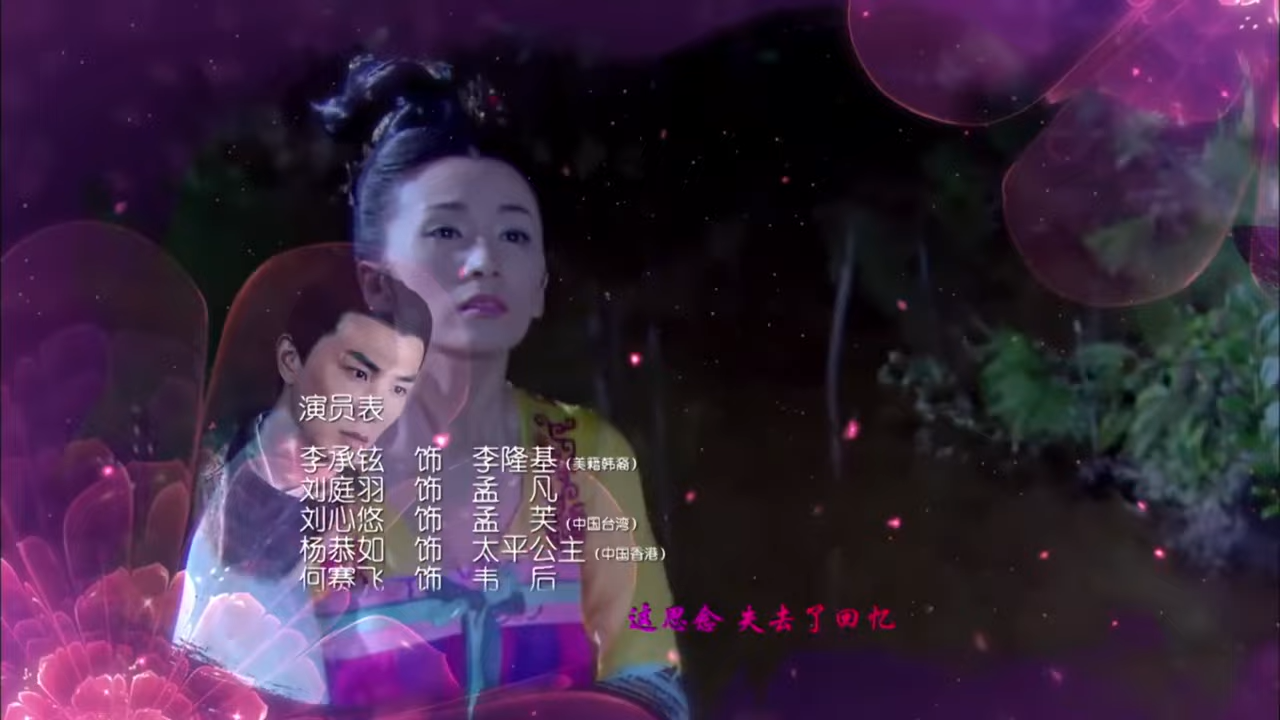 演员表
李承铉 饰 李隆基(美籍韩裔)
刘庭羽 饰 孟 凡
刘心悠 饰 孟 芙(中国台湾)
杨恭如 饰 太平公主(中国香港)
何赛飞 饰 韦 后
这思念 失去了回忆